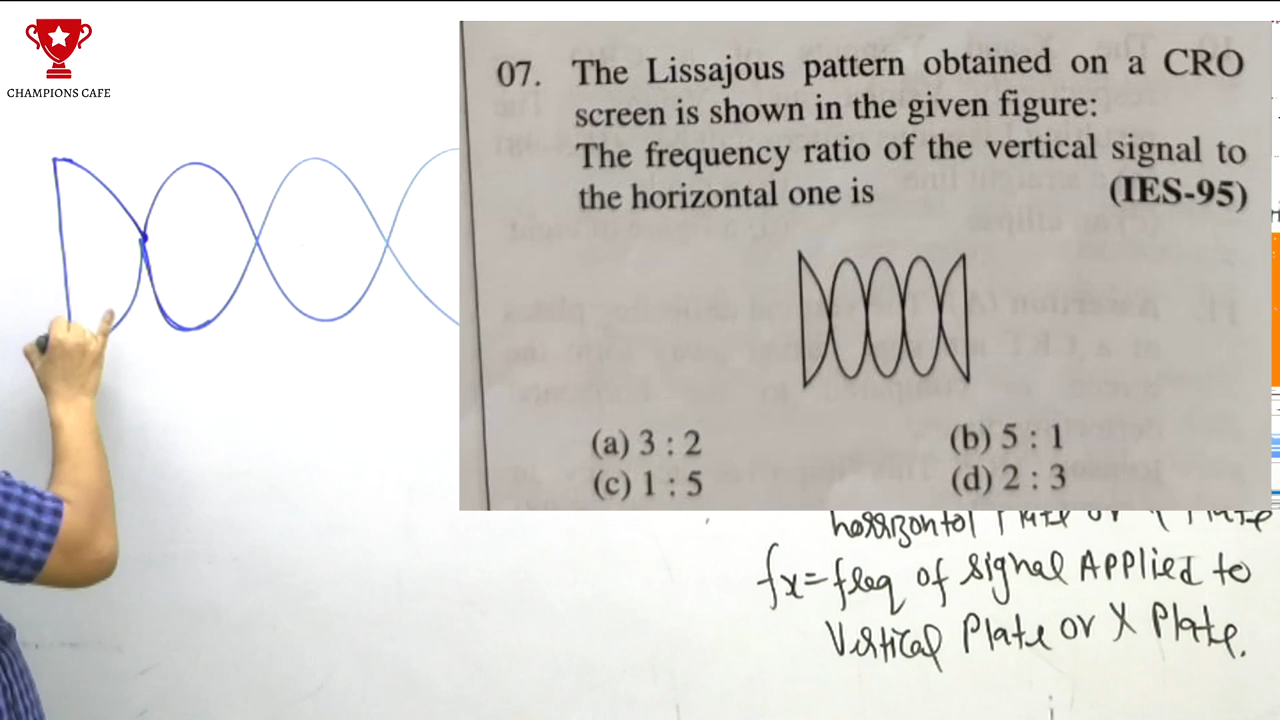 CHAMPIONS CAFE
07. The Lissajous pattern obtained on a CRO
screen is shown in the given figure:
The frequency ratio of the vertical signal to
the horizontal one is (IES-95)
(a) 3 : 2 (b) 5 : 1
(c) 1 : 5 (d) 2 : 3
horrizontal Plate or Y Plate
fx = freq of signal Applied to
Vertical Plate or X Plate.